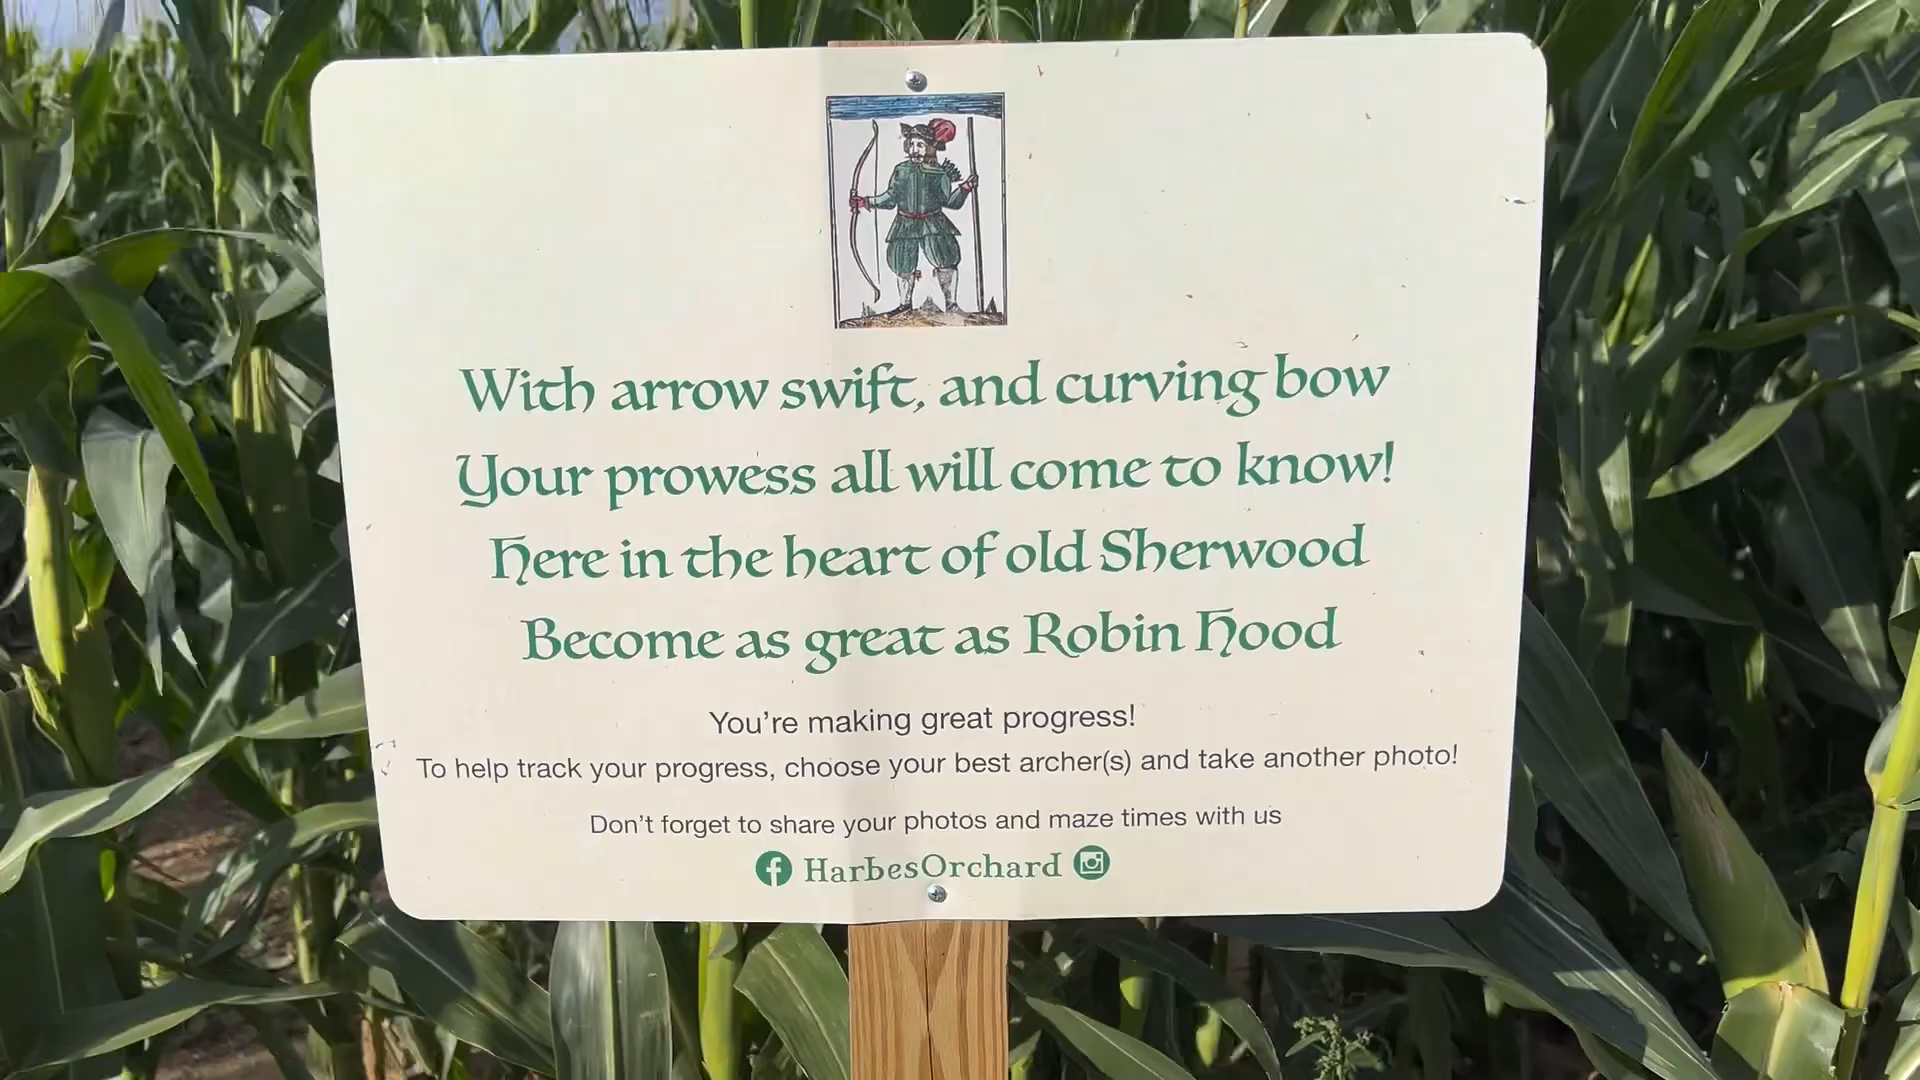 With arrow swift, and curving bow
Your prowess all will come to know!
Here in the heart of old Sherwood
Become as great as Robin Hood
You're making great progress!
To help track your progress, choose your best archer(s) and take another photo!
Don't forget to share your photos and maze times with us
HarbesOrchard